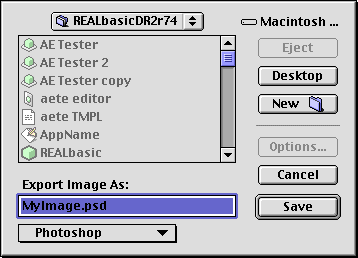 REALbasicDR2r74
Macintosh ...
AE Tester
AE Tester 2
AE Tester copy
aete editor
aete TMPL
AppName
REALbasic
Eject
Desktop
New
Options...
Cancel
Save
Export Image As:
MyImage.psd
Photoshop